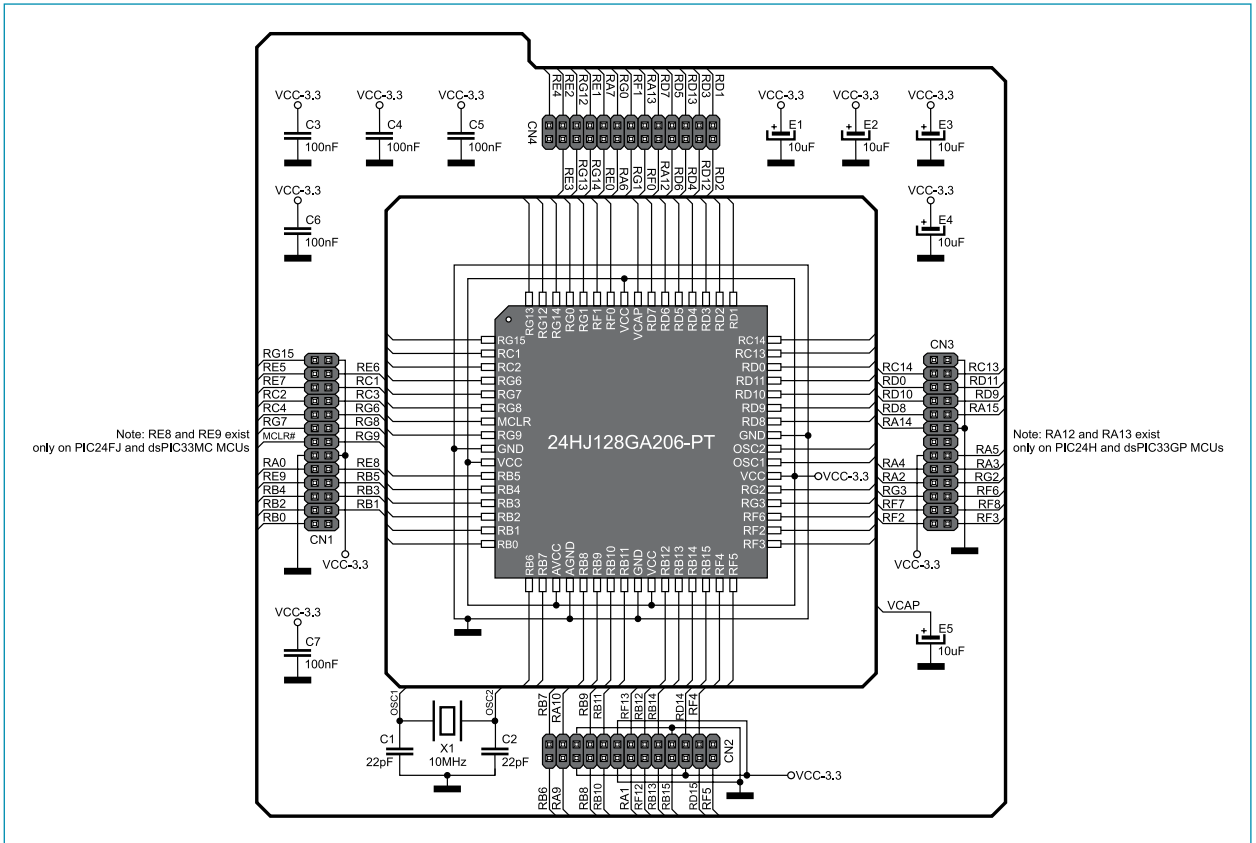 RE4 RE2 RG12 RE1 RA7 RG0 RF1 RA13 RD7 RD5 RD13 RD3 RD1
CN4
RE3 RG13 RG14 RE0 RA6 RG1 RF0 RA12 RD6 RD4 RD12 RD2
VCC-3.3
C3
100nF
VCC-3.3
C4
100nF
VCC-3.3
C5
100nF
VCC-3.3
+ E1
10uF
VCC-3.3
+ E2
10uF
VCC-3.3
+ E3
10uF
VCC-3.3
C6
100nF
VCC-3.3
+ E4
10uF
RG13 RG12 RG14 RG0 RG1 RF1 RF0 VCC VCAP RD7 RD6 RD5 RD4 RD3 RD2 RD1
RG15
RC1
RC2
RG6
RG7
RG8
MCLR
RG9
GND
VCC
RB5
RB4
RB3
RB2
RB1
RB0
24HJ128GA206-PT
RC14
RC13
RD0
RD11
RD10
RD9
RD8
GND
OSC2
OSC1
VCC
RG2
RG3
RF6
RF2
RF3
VCC-3.3
RB6 RB7 AVCC AGND RB8 RB9 RB10 RB11 GND VCC RB12 RB13 RB14 RB15 RF4 RF5
RG15
RE5
RE7
RC2
RC4
RG7
MCLR#
RA0
RE9
RB4
RB2
RB0
RE6
RC1
RC3
RG6
RG8
RG9
RE8
RB5
RB3
RB1
CN1
VCC-3.3
Note: RE8 and RE9 exist
only on PIC24FJ and dsPIC33MC MCUs
CN3
RC14
RD0
RD10
RD8
RA14
RA4
RA2
RG3
RF7
RF2
RC13
RD11
RD9
RA15
RA5
RA3
RG2
RF6
RF8
RF3
VCC-3.3
Note: RA12 and RA13 exist
only on PIC24H and dsPIC33GP MCUs
VCC-3.3
C7
100nF
VCAP
+ E5
10uF
OSC1
OSC2
C1
22pF
X1
10MHz
C2
22pF
RB7 RA10 RB9 RB11 RF13 RB12 RB14 RD14 RF4
CN2
VCC-3.3
RB6 RA9 RB8 RB10 RA1 RF12 RB13 RB15 RD15 RF5